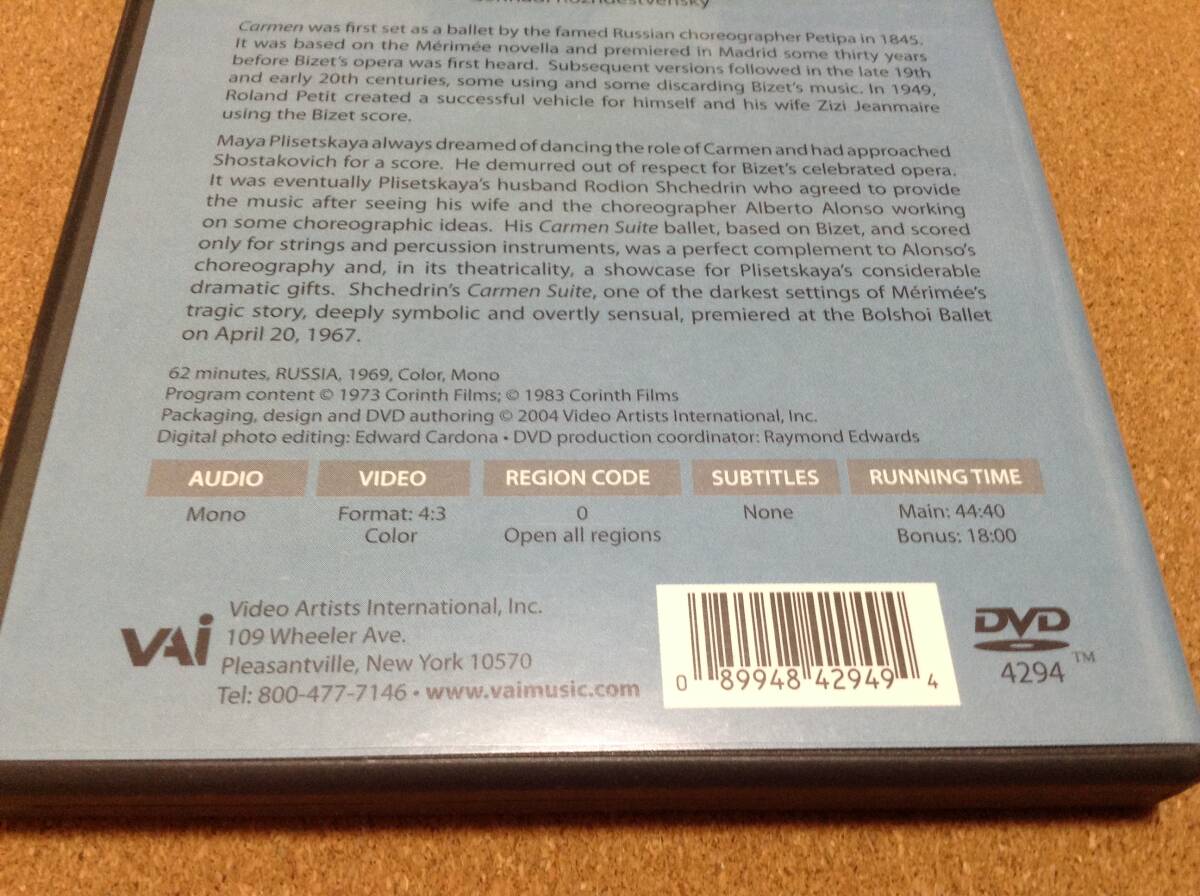 Carmen was first set as a ballet by the famed Russian choreographer Petipa in 1845.
It was based on the Mérimée novella and premiered in Madrid some thirty years
before Bizet's opera was first heard. Subsequent versions followed in the late 19th
and early 20th centuries, some using and some discarding Bizet's music. In 1949,
Roland Petit created a successful vehicle for himself and his wife Zizi Jeanmaire
using the Bizet score.
Maya Plisetskaya always dreamed of dancing the role of Carmen and had approached
Shostakovich for a score. He demurred out of respect for Bizet's celebrated opera.
It was eventually Plisetskaya's husband Rodion Shchedrin who agreed to provide
the music after seeing his wife and the choreographer Alberto Alonso working
on some choreographic ideas. His Carmen Suite ballet, based on Bizet, and scored
only for strings and percussion instruments, was a perfect complement to Alonso's
choreography and, in its theatricality, a showcase for Plisetskaya's considerable
dramatic gifts. Shchedrin's Carmen Suite, one of the darkest settings of Mérimée's
tragic story, deeply symbolic and overtly sensual, premiered at the Bolshoi Ballet
on April 20, 1967.
62 minutes, RUSSIA, 1969, Color, Mono
Program content © 1973 Corinth Films; © 1983 Corinth Films
Packaging, design and DVD authoring © 2004 Video Artists International, Inc.
Digital photo editing: Edward Cardona • DVD production coordinator: Raymond Edwards
AUDIO VIDEO REGION CODE SUBTITLES RUNNING TIME
Mono Format: 4:3 0 None Main: 44:40
Color Open all regions Bonus: 18:00
VAI
Video Artists International, Inc.
109 Wheeler Ave.
Pleasantville, New York 10570
Tel: 800-477-7146 • www.vaimusic.com
0 89948 42949 4
DVD
4294 TM